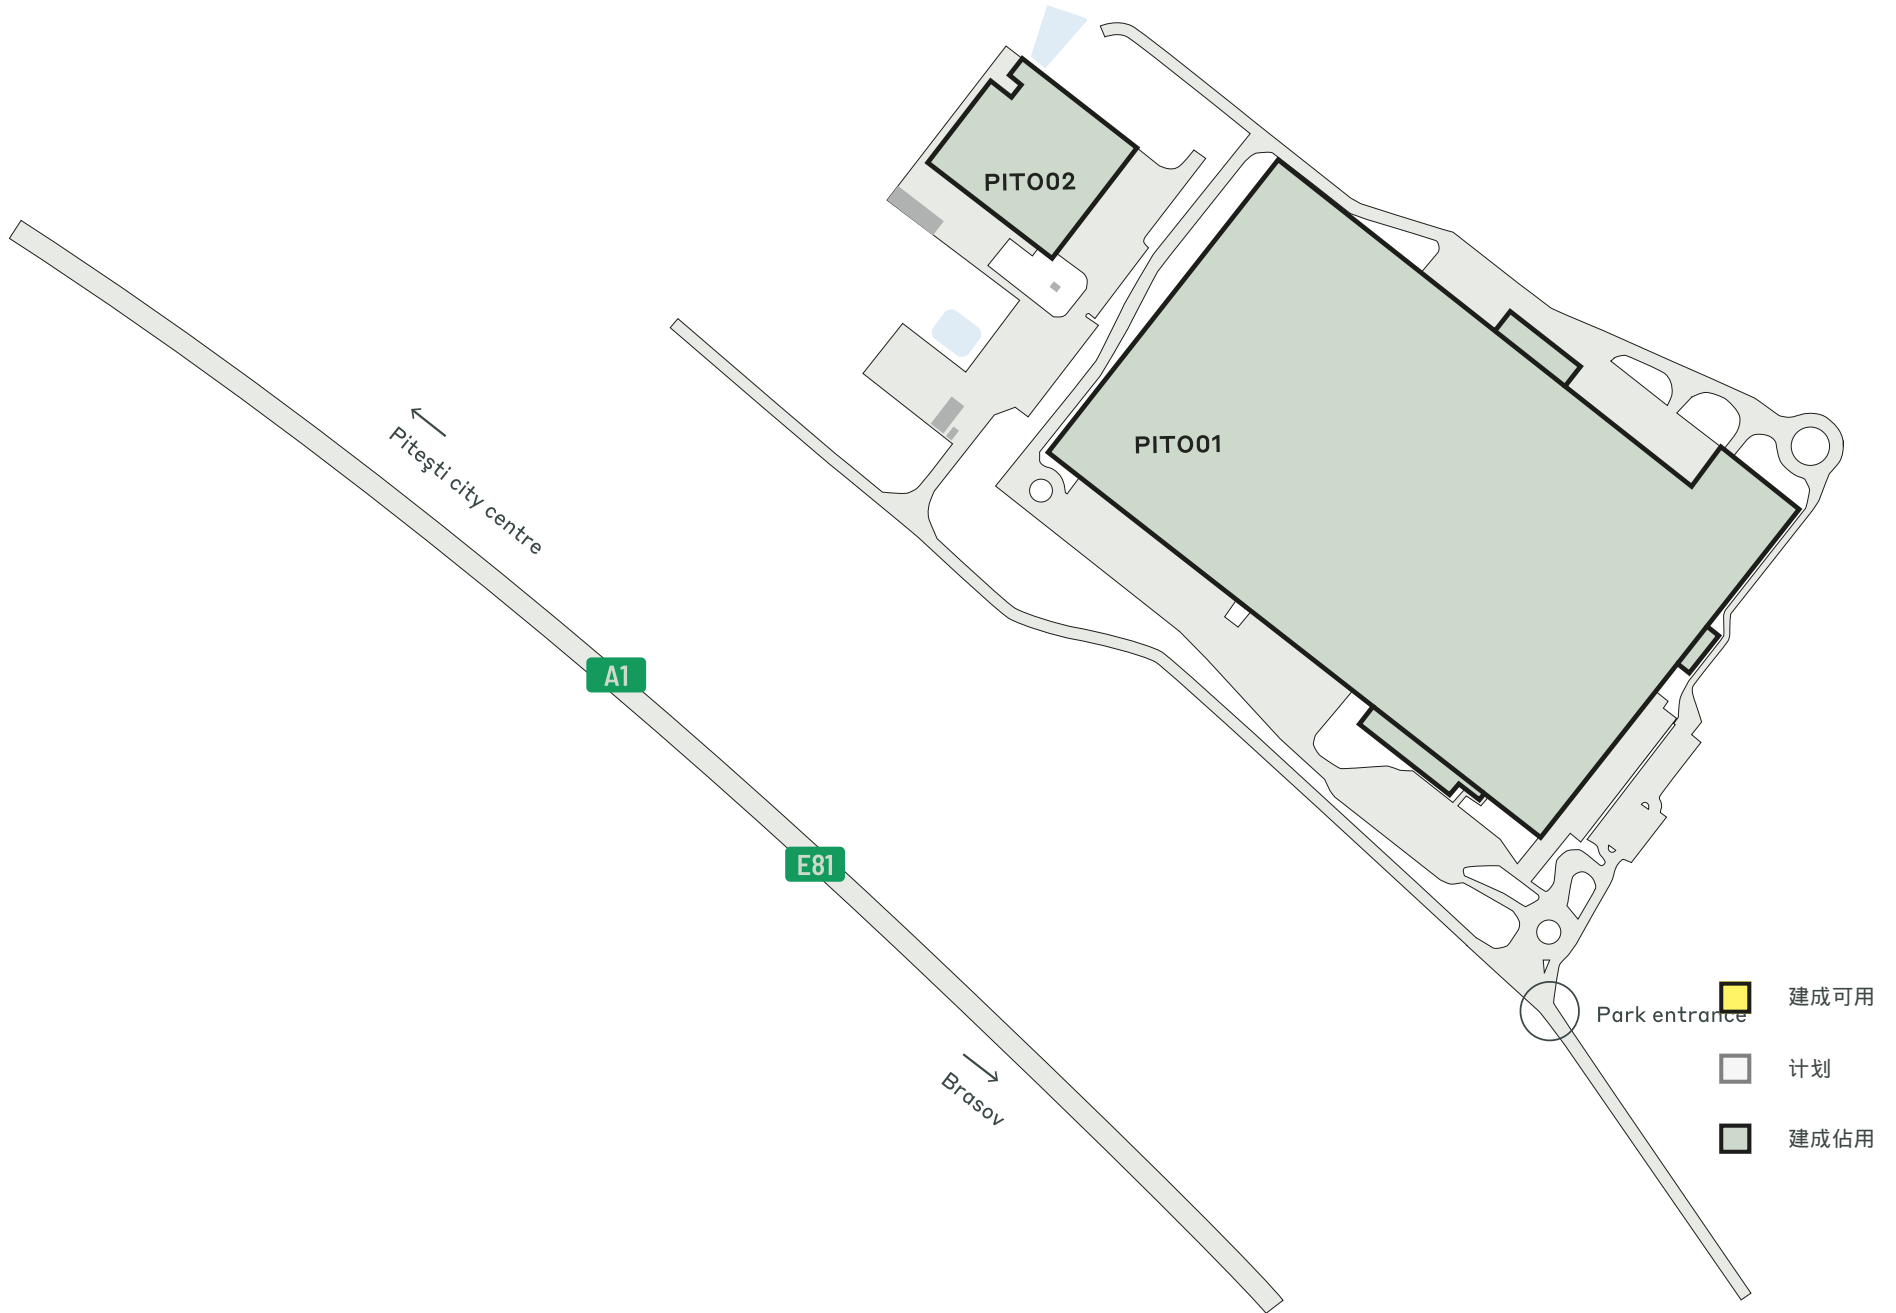 PITO02
PITO01
Piteşti city centre
A1
E81
Brasov
Park entrance
建成可用
计划
建成佔用